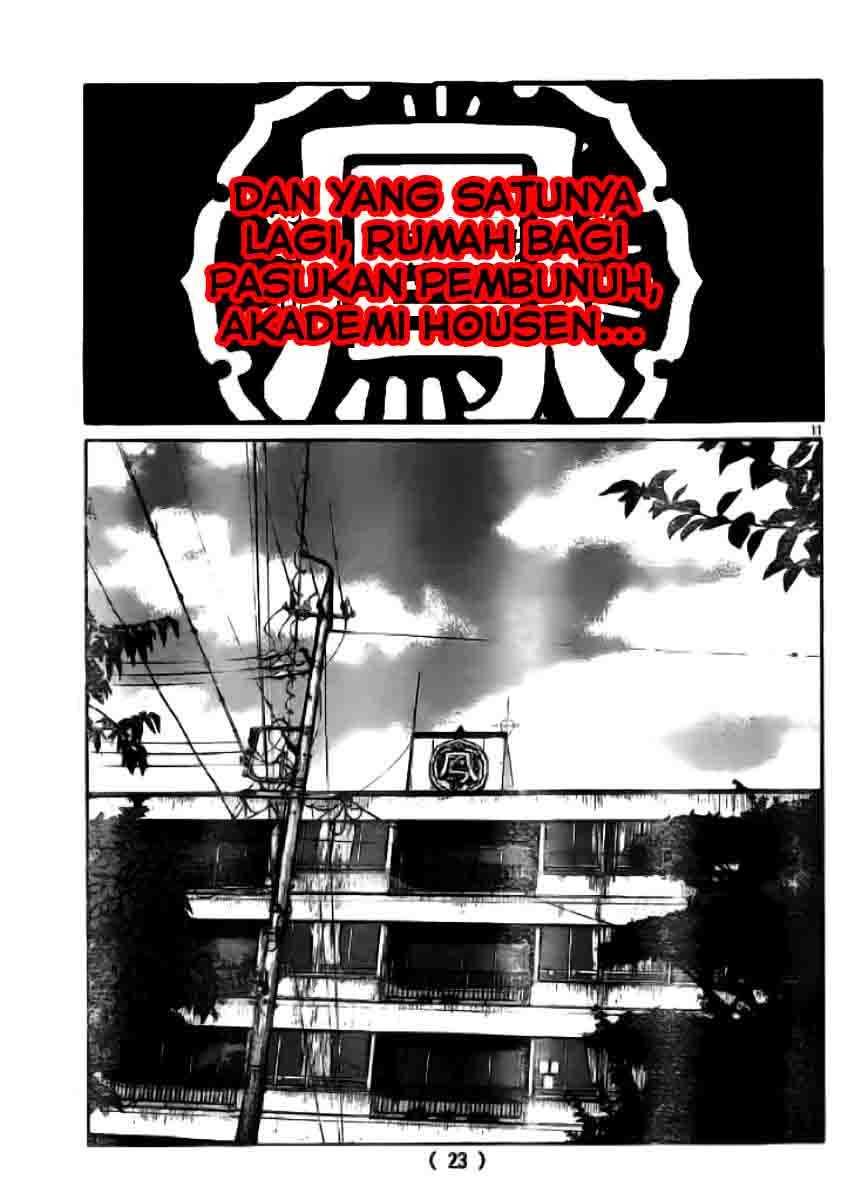 DAN YANG SATUNYA
LAGI, RUMAH BAGI
PASUKAN PEMBUNUH,
AKADEMI HOUSEN...
11
( 23 )